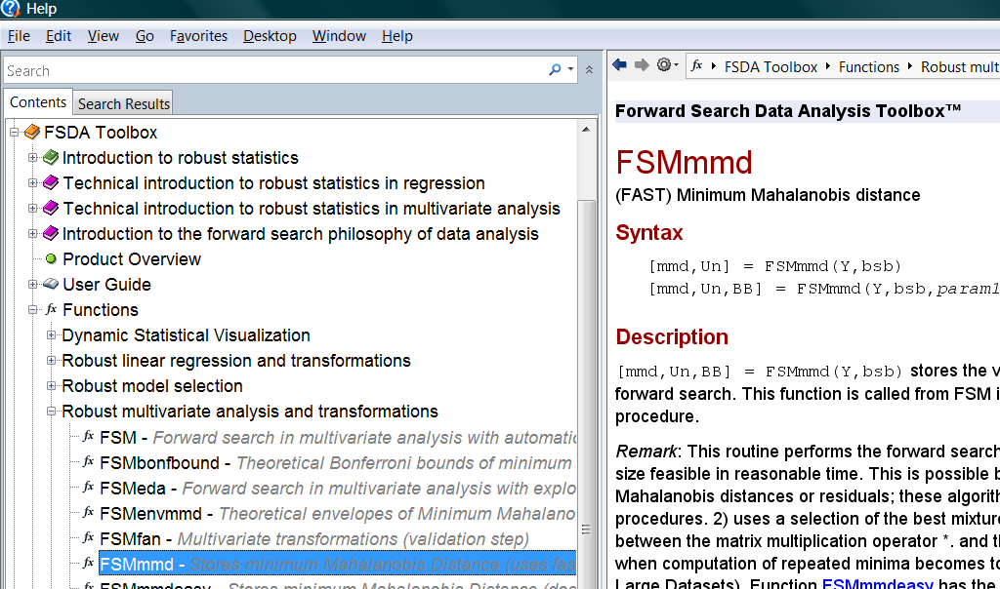 Help
File Edit View Go Favorites Desktop Window Help
Search
Contents Search Results
FSDA Toolbox
Introduction to robust statistics
Technical introduction to robust statistics in regression
Technical introduction to robust statistics in multivariate analysis
Introduction to the forward search philosophy of data analysis
Product Overview
User Guide
fx Functions
Dynamic Statistical Visualization
Robust linear regression and transformations
Robust model selection
Robust multivariate analysis and transformations
fx FSM - Forward search in multivariate analysis with automatic
fx FSMbonfbound - Theoretical Bonferroni bounds of minimum
fx FSMeda - Forward search in multivariate analysis with explo
fx FSMenvmmd - Theoretical envelopes of Minimum Mahalano
fx FSMfan - Multivariate transformations (validation step)
fx FSMmmd - Stores minimum Mahalanobis Distance (uses fas
fx FSMmmdeasy - Stores minimum Mahalanobis Distance (doe
fx FSDA Toolbox Functions Robust mult
Forward Search Data Analysis Toolbox™
FSMmmd
(FAST) Minimum Mahalanobis distance
Syntax
[mmd,Un] = FSMmmd(Y,bsb)
[mmd,Un,BB] = FSMmmd(Y,bsb,param1
Description
[mmd,Un,BB] = FSMmmd(Y,bsb) stores the v
forward search. This function is called from FSM i
procedure.
Remark: This routine performs the forward search
size feasible in reasonable time. This is possible b
Mahalanobis distances or residuals; these algorith
procedures. 2) uses a selection of the best mixture
between the matrix multiplication operator *. and th
when computation of repeated minima becomes to
Large Datasets). Function FSMmmdeasy has the